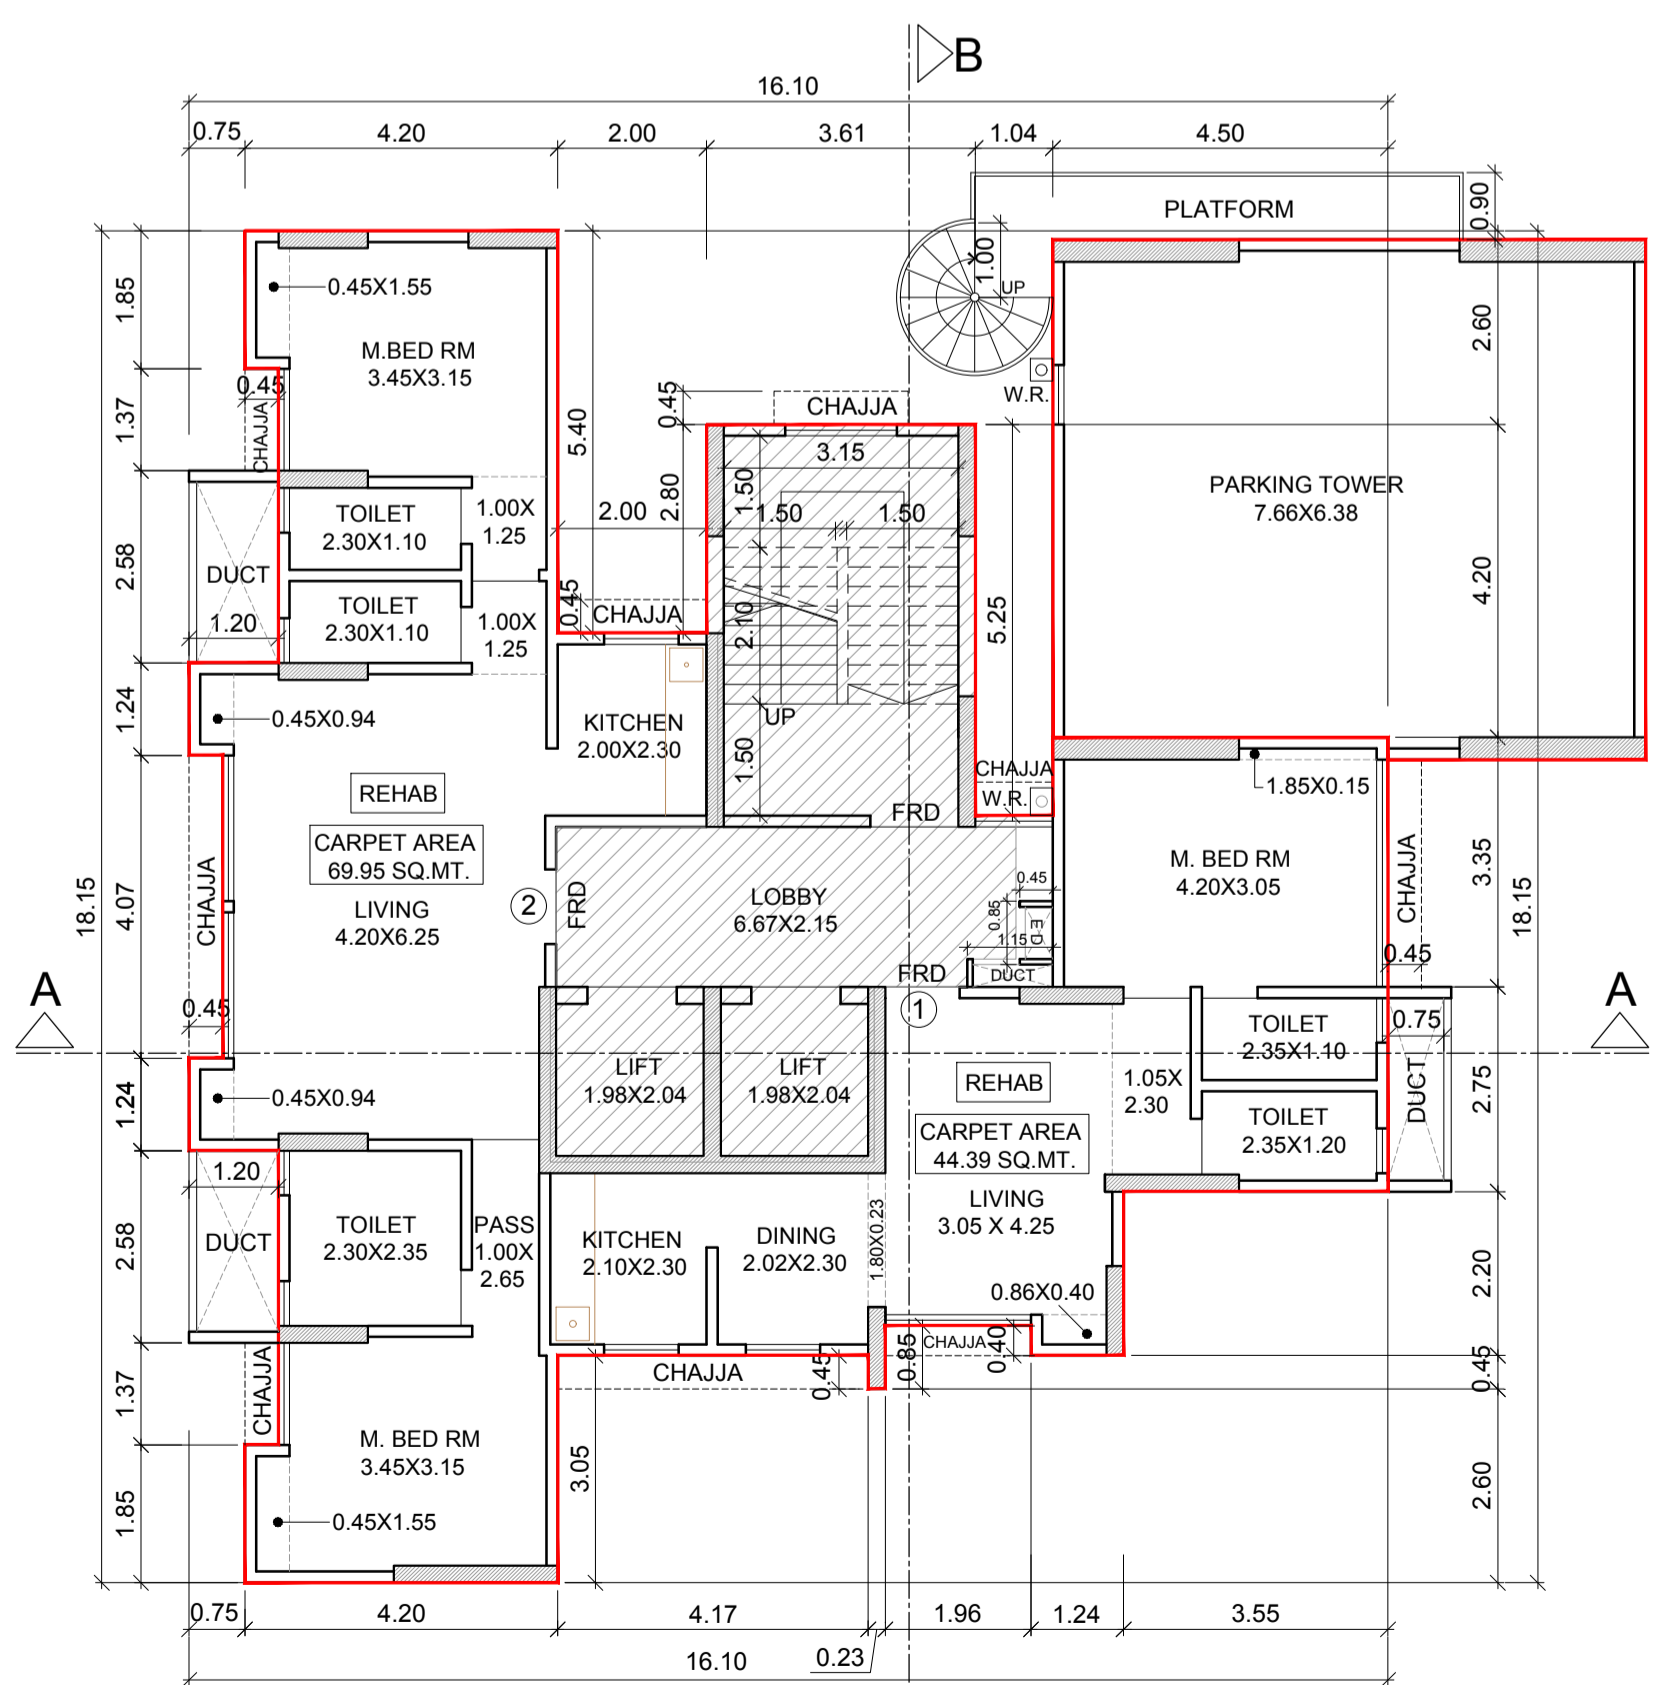 B
16.10
0.75
4.20
2.00
3.61
1.04
4.50
PLATFORM
0.90
1.00
UP
W.R.
0.45X1.55
M.BED RM
3.45X3.15
1.85
0.45
CHAJJA
1.37
5.40
0.45
CHAJJA
2.80
2.00
3.15
1.50
1.50
1.50
2.10
UP
1.50
5.25
2.60
PARKING TOWER
7.66X6.38
4.20
TOILET
2.30X1.10
1.00X
1.25
DUCT
1.20
2.58
TOILET
2.30X1.10
1.00X
1.25
0.45
CHAJJA
1.24
0.45X0.94
KITCHEN
2.00X2.30
CHAJJA
W.R.
FRD
1.85X0.15
REHAB
CARPET AREA
69.95 SQ.MT.
LIVING
4.20X6.25
CHAJJA
4.07
18.15
0.45
2
FRD
LOBBY
6.67X2.15
0.45
0.85
E.D
1.15
DUCT
FRD
1
M. BED RM
4.20X3.05
CHAJJA
0.45
3.35
18.15
A
A
LIFT
1.98X2.04
LIFT
1.98X2.04
REHAB
CARPET AREA
44.39 SQ.MT.
1.05X
2.30
TOILET
2.35X1.10
TOILET
2.35X1.20
0.75
DUCT
2.75
1.24
0.45X0.94
1.20
DUCT
2.58
TOILET
2.30X2.35
PASS
1.00X
2.65
KITCHEN
2.10X2.30
DINING
2.02X2.30
1.80X0.23
LIVING
3.05 X 4.25
0.86X0.40
2.20
CHAJJA
0.45
0.85
CHAJJA
0.40
0.45
CHAJJA
1.37
M. BED RM
3.45X3.15
3.05
2.60
1.85
0.45X1.55
0.75
4.20
4.17
0.23
1.96
1.24
3.55
16.10